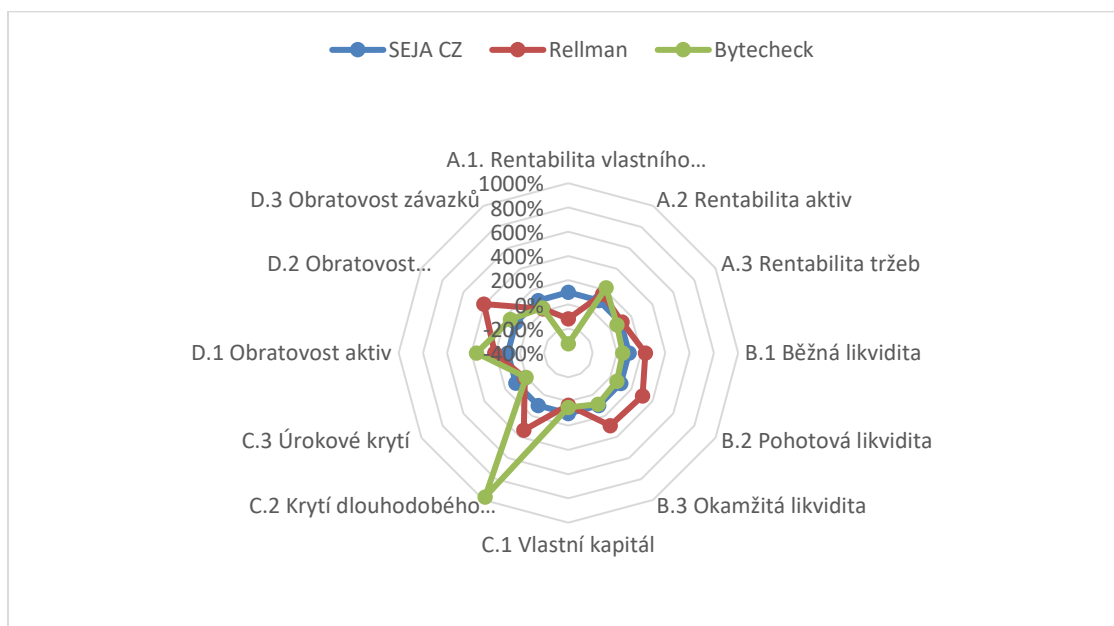 SEJA CZ Rellman Bytecheck
A.1. Rentabilita vlastního...
A.2 Rentabilita aktiv
A.3 Rentabilita tržeb
B.1 Běžná likvidita
B.2 Pohotová likvidita
B.3 Okamžitá likvidita
C.1 Vlastní kapitál
C.2 Krytí dlouhodobého...
C.3 Úrokové krytí
D.1 Obratovost aktiv
D.2 Obratovost...
D.3 Obratovost závazků
1000%
800%
600%
400%
200%
0%
-200%
-400%